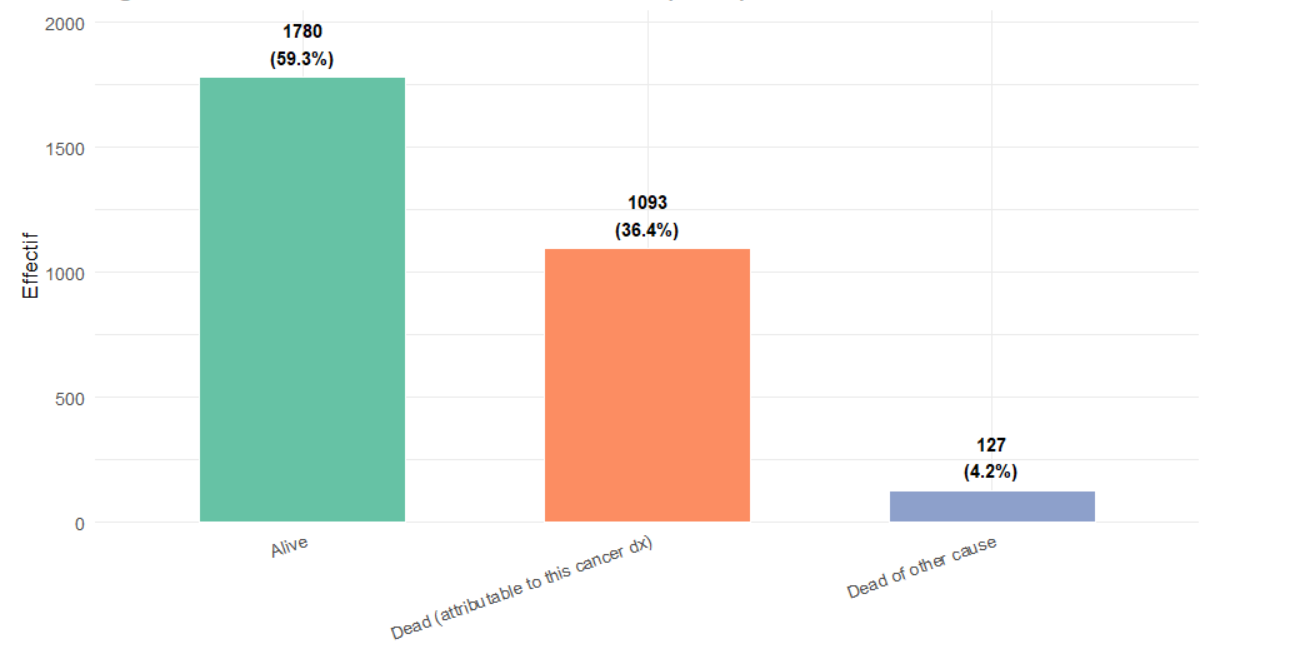 2000
1500
1000
500
0
Effectif
1780
(59.3%)
1093
(36.4%)
127
(4.2%)
Alive
Dead (attributable to this cancer dx)
Dead of other cause